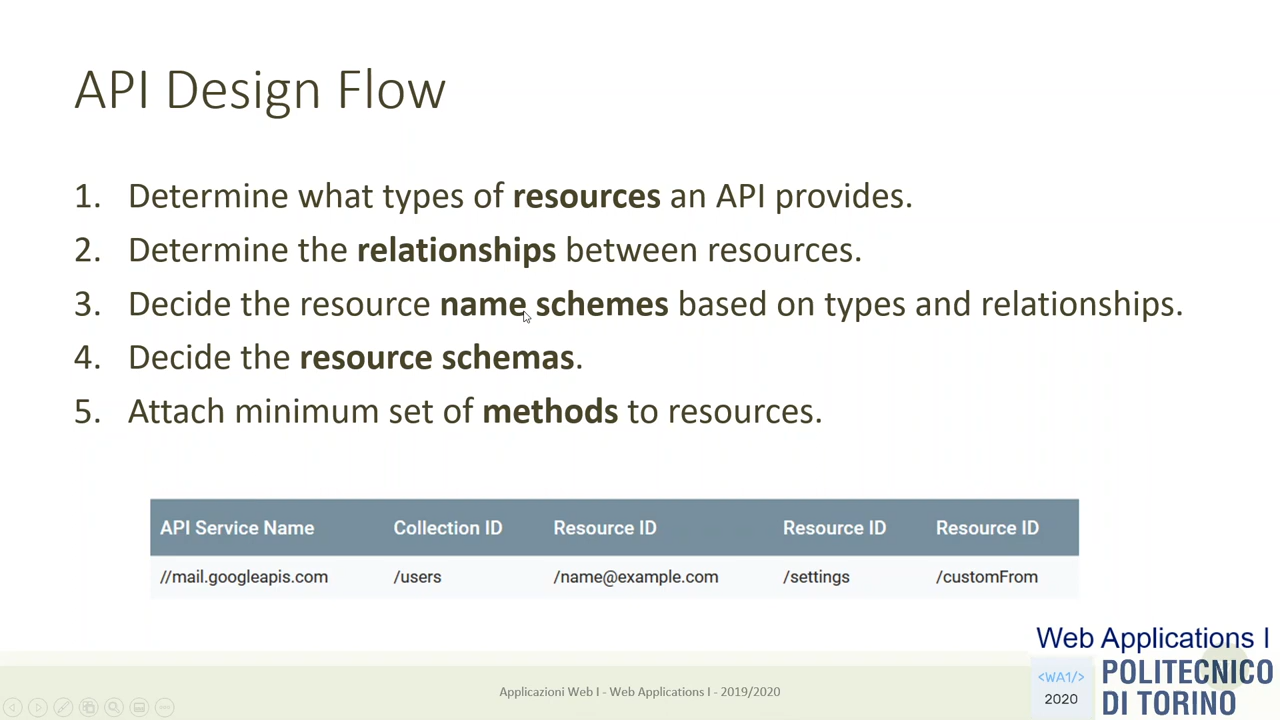 API Design Flow
1. Determine what types of resources an API provides.
2. Determine the relationships between resources.
3. Decide the resource name schemes based on types and relationships.
4. Decide the resource schemas.
5. Attach minimum set of methods to resources.
API Service Name Collection ID Resource ID Resource ID Resource ID
//mail.googleapis.com /users /name@example.com /settings /customFrom
Web Applications I
<WA1/>
2020
POLITECNICO
DI TORINO
Applicazioni Web I - Web Applications I - 2019/2020